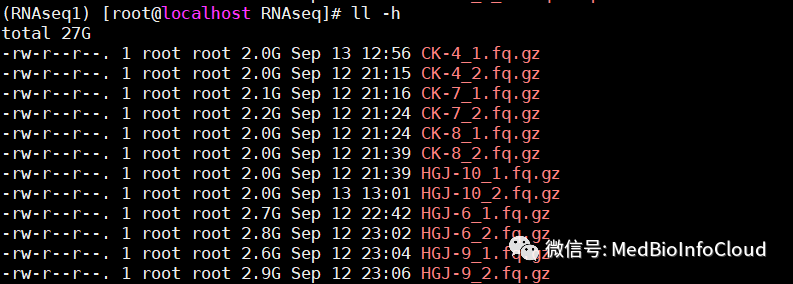 (RNAseq1) [root@localhost RNAseq]# ll -h
total 27G
-rw-r--r--. 1 root root 2.0G Sep 13 12:56 CK-4_1.fq.gz
-rw-r--r--. 1 root root 2.0G Sep 12 21:15 CK-4_2.fq.gz
-rw-r--r--. 1 root root 2.1G Sep 12 21:16 CK-7_1.fq.gz
-rw-r--r--. 1 root root 2.2G Sep 12 21:24 CK-7_2.fq.gz
-rw-r--r--. 1 root root 2.0G Sep 12 21:24 CK-8_1.fq.gz
-rw-r--r--. 1 root root 2.0G Sep 12 21:39 CK-8_2.fq.gz
-rw-r--r--. 1 root root 2.0G Sep 12 21:39 HGJ-10_1.fq.gz
-rw-r--r--. 1 root root 2.0G Sep 13 13:01 HGJ-10_2.fq.gz
-rw-r--r--. 1 root root 2.7G Sep 12 22:42 HGJ-6_1.fq.gz
-rw-r--r--. 1 root root 2.8G Sep 12 23:02 HGJ-6_2.fq.gz
微信号: MedBioInfoCloud
-rw-r--r--. 1 root root 2.6G Sep 12 23:04 HGJ-9_1.fq.gz
-rw-r--r--. 1 root root 2.9G Sep 12 23:06 HGJ-9_2.fq.gz